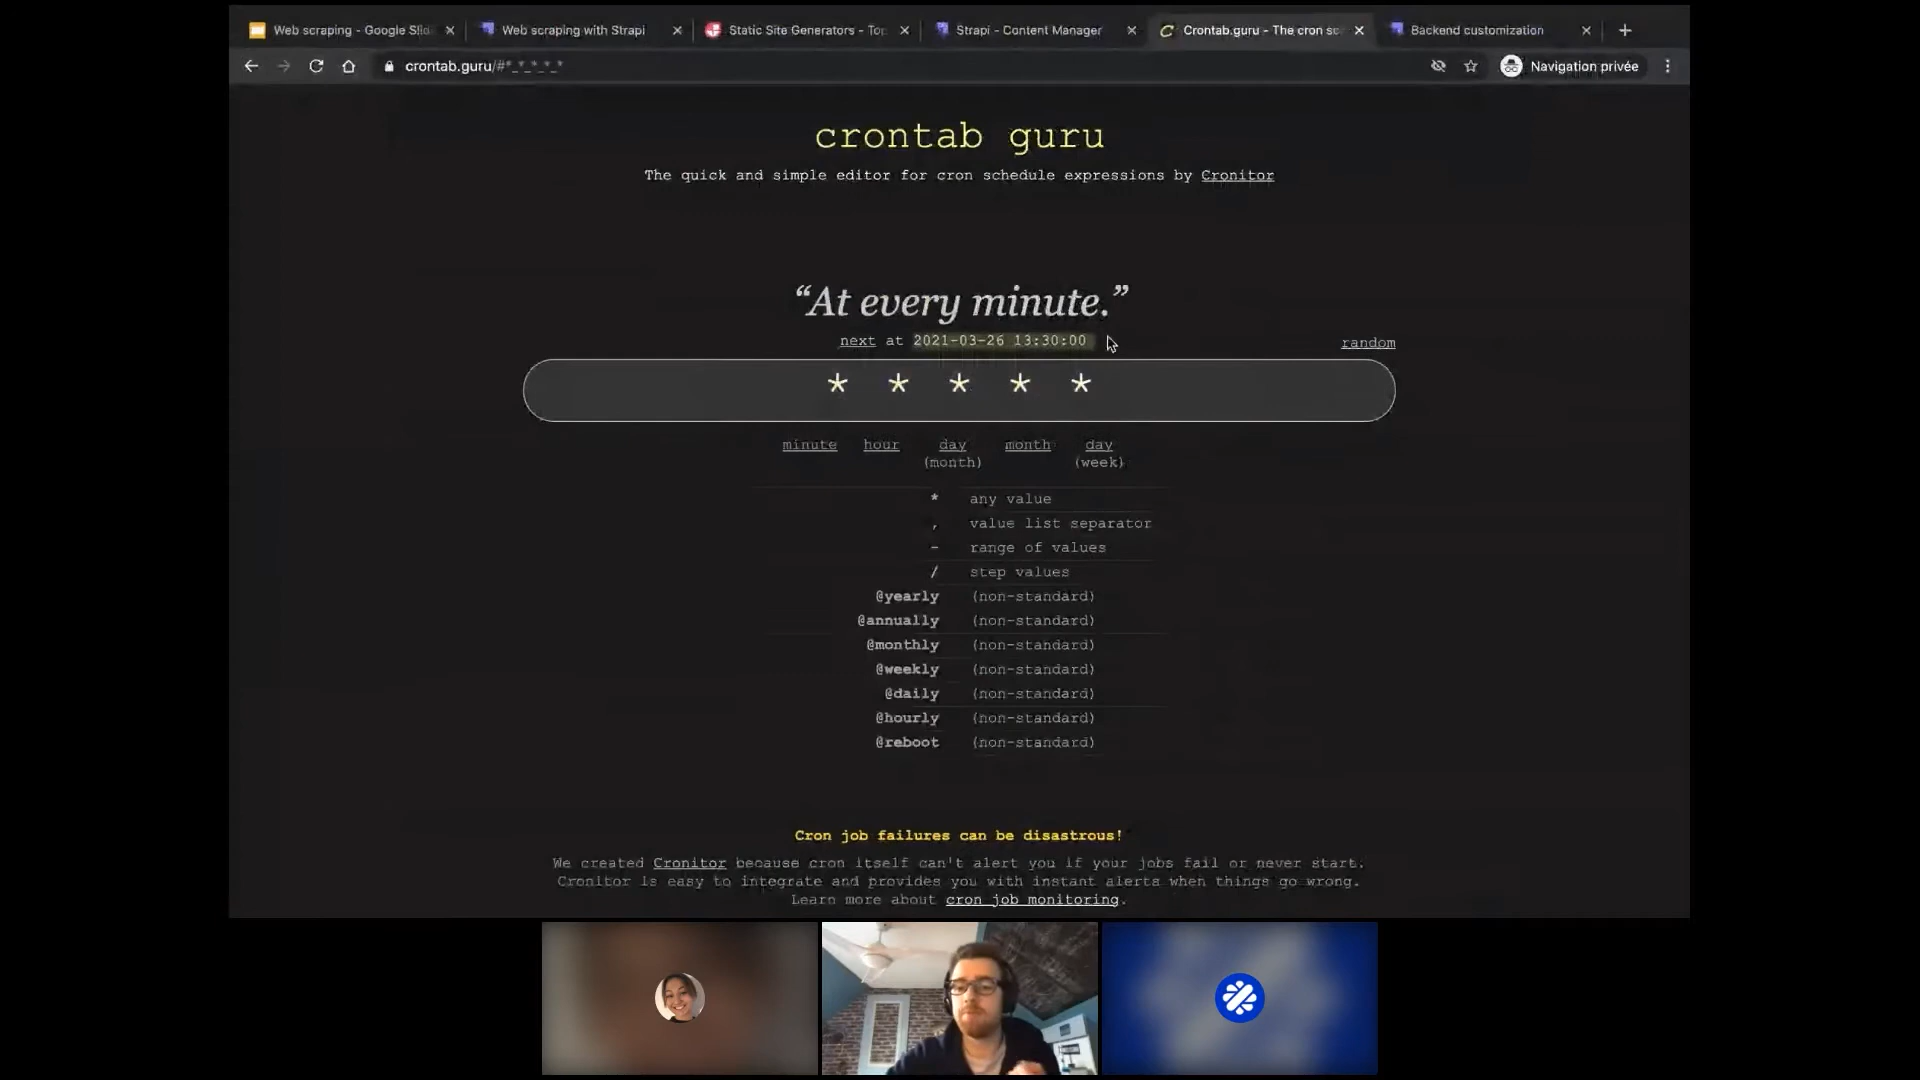 Web scraping - Google Slid
Web scraping with Strapi
Static Site Generators - Top
Strapi - Content Manager
Crontab.guru - The cron sc
Backend customization
crontab.guru/#*_*_*_*_*
Navigation privée
crontab guru
The quick and simple editor for cron schedule expressions by Cronitor
“At every minute.”
next at 2021-03-26 13:30:00
random
* * * * *
minute hour day (month) month day (week)
* any value
, value list separator
- range of values
/ step values
@yearly (non-standard)
@annually (non-standard)
@monthly (non-standard)
@weekly (non-standard)
@daily (non-standard)
@hourly (non-standard)
@reboot (non-standard)
Cron job failures can be disastrous!
We created Cronitor because cron itself can't alert you if your jobs fail or never start.
Cronitor is easy to integrate and provides you with instant alerts when things go wrong.
Learn more about cron job monitoring.